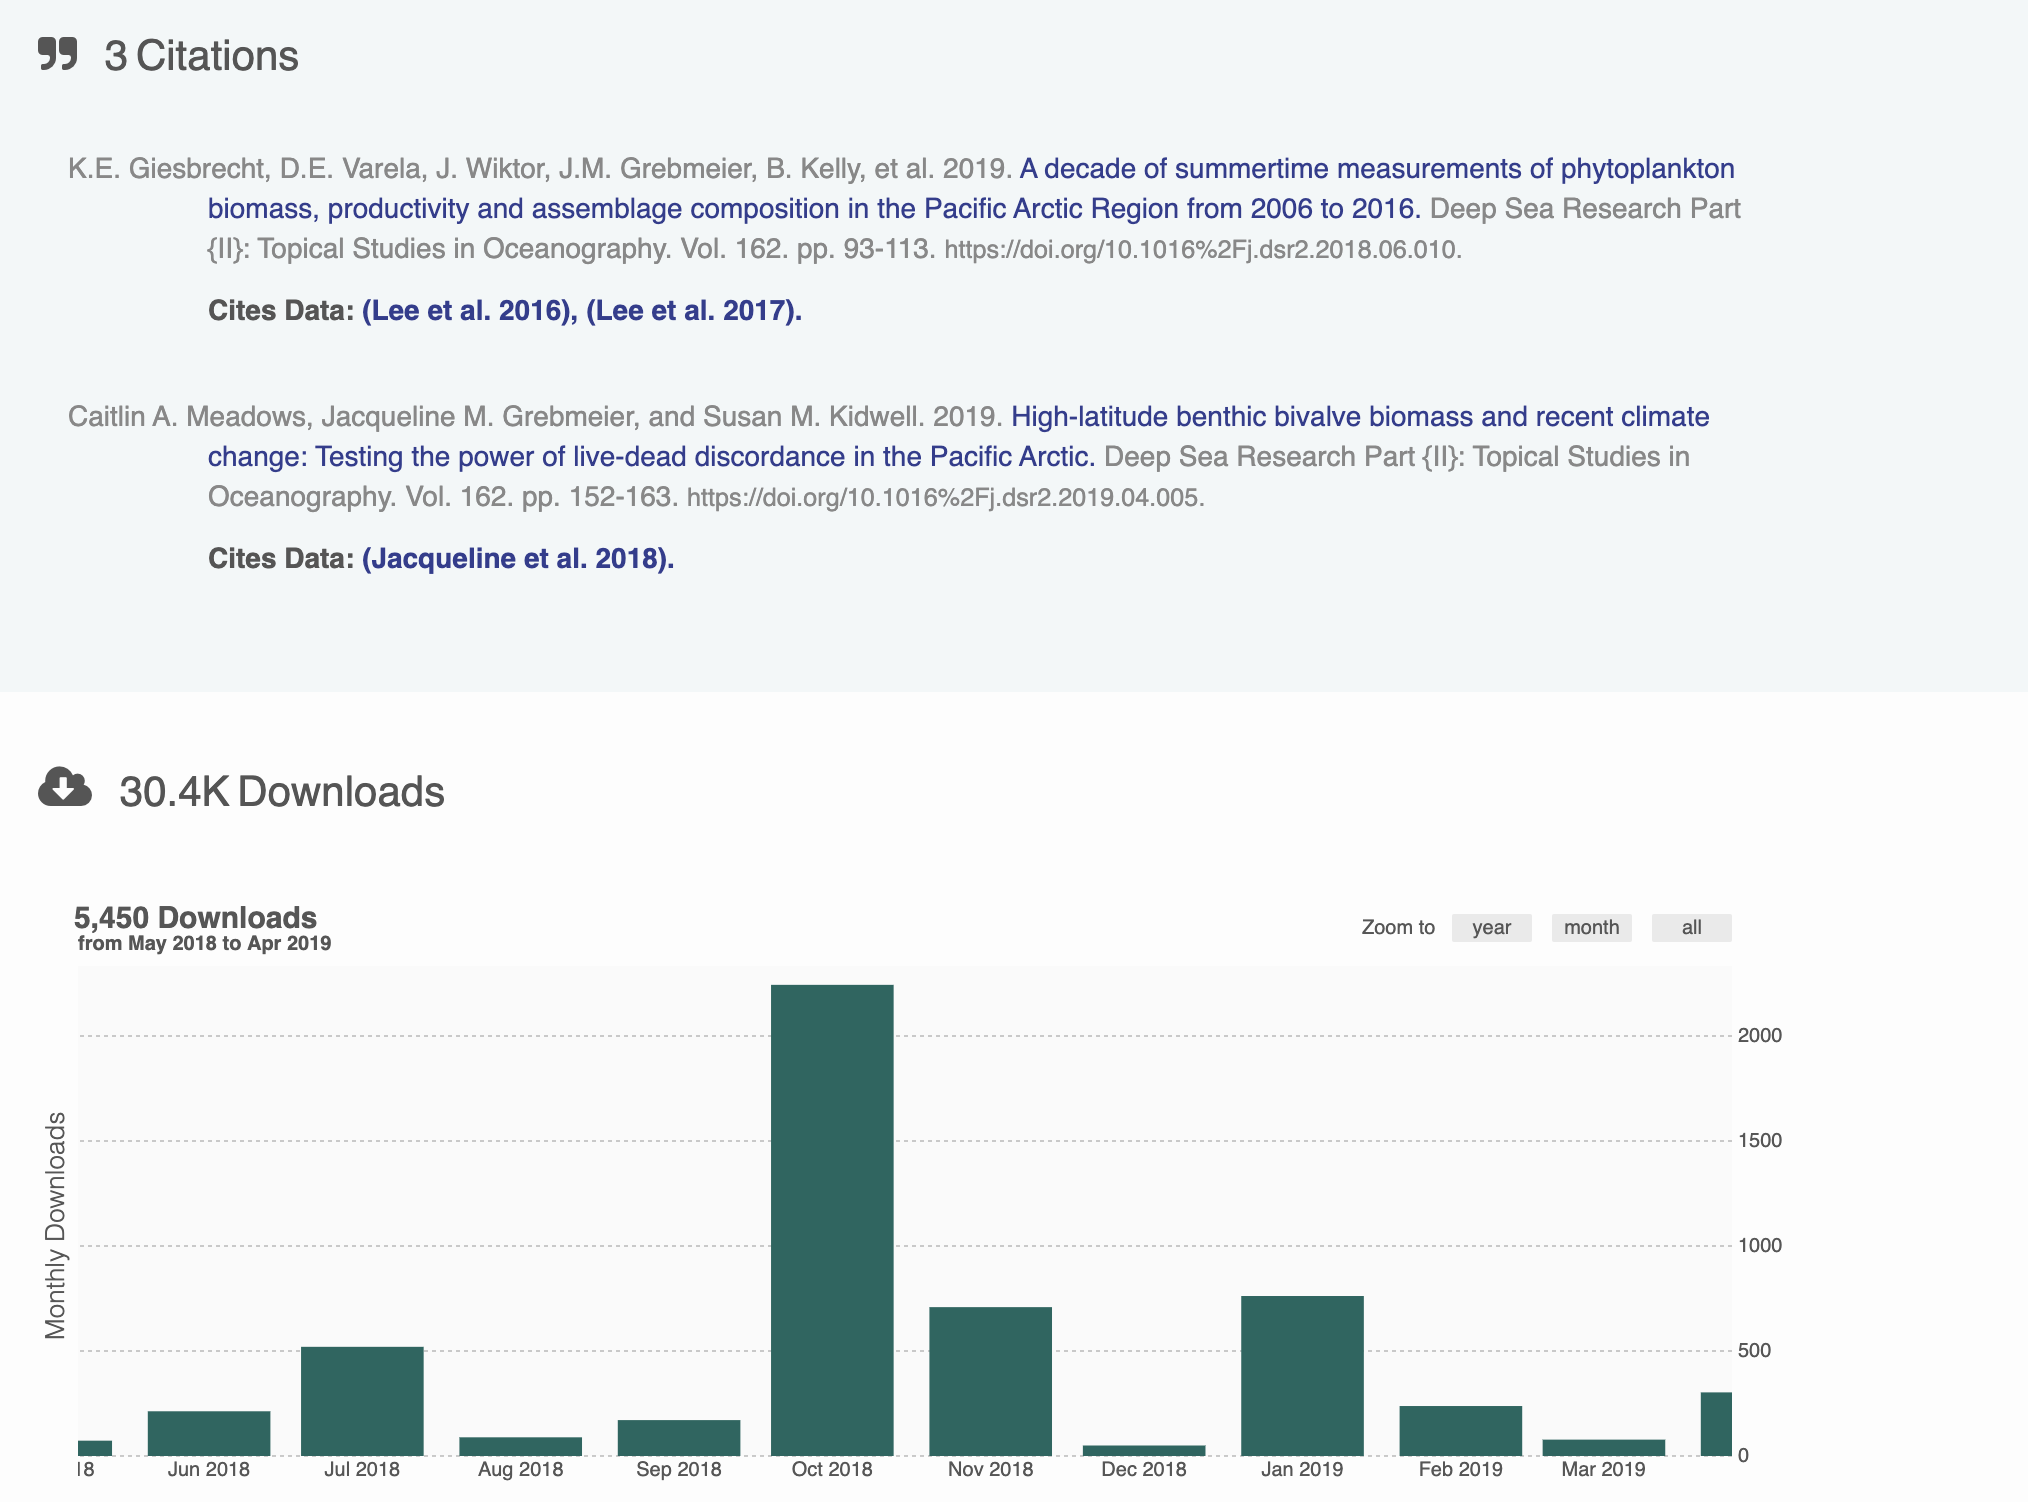 3 Citations
K.E. Giesbrecht, D.E. Varela, J. Wiktor, J.M. Grebmeier, B. Kelly, et al. 2019. A decade of summertime measurements of phytoplankton
biomass, productivity and assemblage composition in the Pacific Arctic Region from 2006 to 2016. Deep Sea Research Part
{II}: Topical Studies in Oceanography. Vol. 162. pp. 93-113. https://doi.org/10.1016%2Fj.dsr2.2018.06.010.
Cites Data: (Lee et al. 2016), (Lee et al. 2017).
Caitlin A. Meadows, Jacqueline M. Grebmeier, and Susan M. Kidwell. 2019. High-latitude benthic bivalve biomass and recent climate
change: Testing the power of live-dead discordance in the Pacific Arctic. Deep Sea Research Part {II}: Topical Studies in
Oceanography. Vol. 162. pp. 152-163. https://doi.org/10.1016%2Fj.dsr2.2019.04.005.
Cites Data: (Jacqueline et al. 2018).
30.4K Downloads
5,450 Downloads
from May 2018 to Apr 2019
Zoom to year month all
Monthly Downloads
2000
1500
1000
500
0
18 Jun 2018 Jul 2018 Aug 2018 Sep 2018 Oct 2018 Nov 2018 Dec 2018 Jan 2019 Feb 2019 Mar 2019